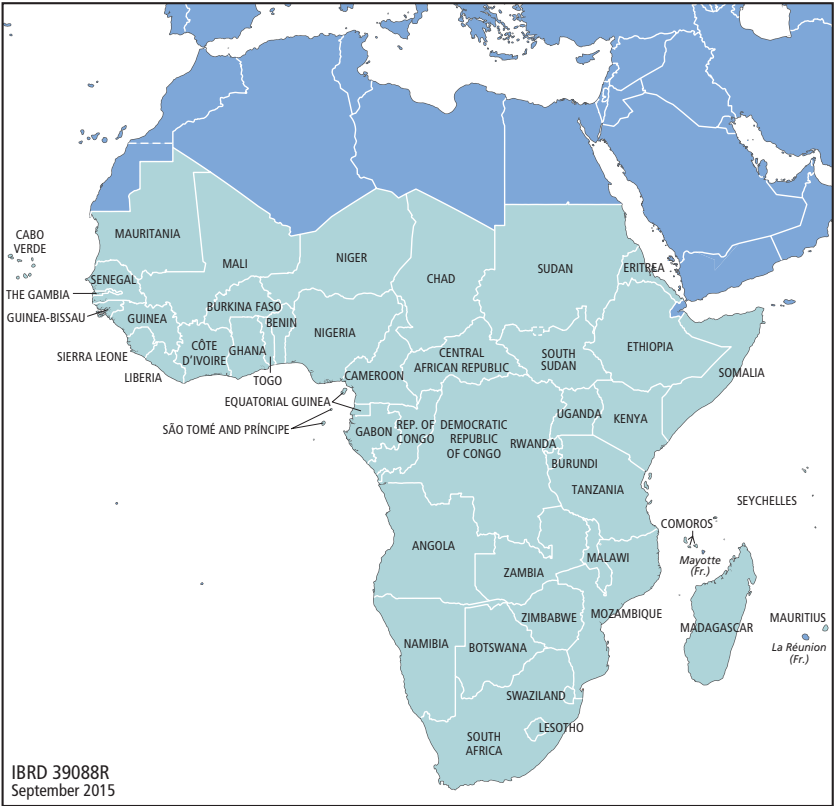 MAURITANIA
CABO
VERDE
MALI
NIGER
CHAD
SUDAN
ERITREA
SENEGAL
THE GAMBIA
GUINEA-BISSAU
GUINEA
BURKINA FASO
BENIN
NIGERIA
SIERRA LEONE
LIBERIA
CÔTE
D'IVOIRE
GHANA
TOGO
CAMEROON
CENTRAL
AFRICAN REPUBLIC
SOUTH
SUDAN
ETHIOPIA
SOMALIA
EQUATORIAL GUINEA
SÃO TOMÉ AND PRÍNCIPE
GABON
REP. OF
CONGO
DEMOCRATIC
REPUBLIC
OF CONGO
UGANDA
KENYA
RWANDA
BURUNDI
TANZANIA
SEYCHELLES
COMOROS
Mayotte
(Fr.)
ANGOLA
ZAMBIA
MALAWI
MOZAMBIQUE
ZIMBABWE
MADAGASCAR
MAURITIUS
La Réunion
(Fr.)
NAMIBIA
BOTSWANA
SWAZILAND
LESOTHO
SOUTH
AFRICA
IBRD 39088R
September 2015